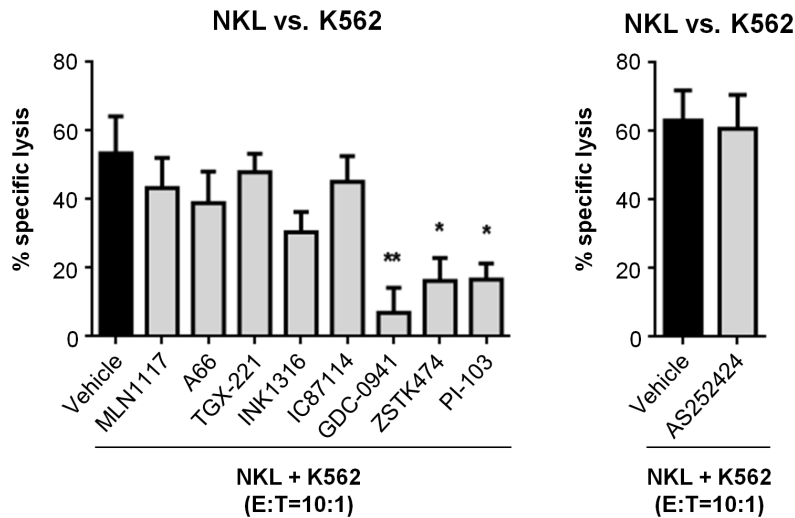 NKL vs. K562
% specific lysis
80
60
40
20
0
Vehicle
MLN1117
A66
TGX-221
INK1316
IC87114
GDC-0941
ZSTK474
PI-103
**
*
*
NKL + K562
(E:T=10:1)
NKL vs. K562
% specific lysis
80
60
40
20
0
Vehicle
AS252424
NKL + K562
(E:T=10:1)